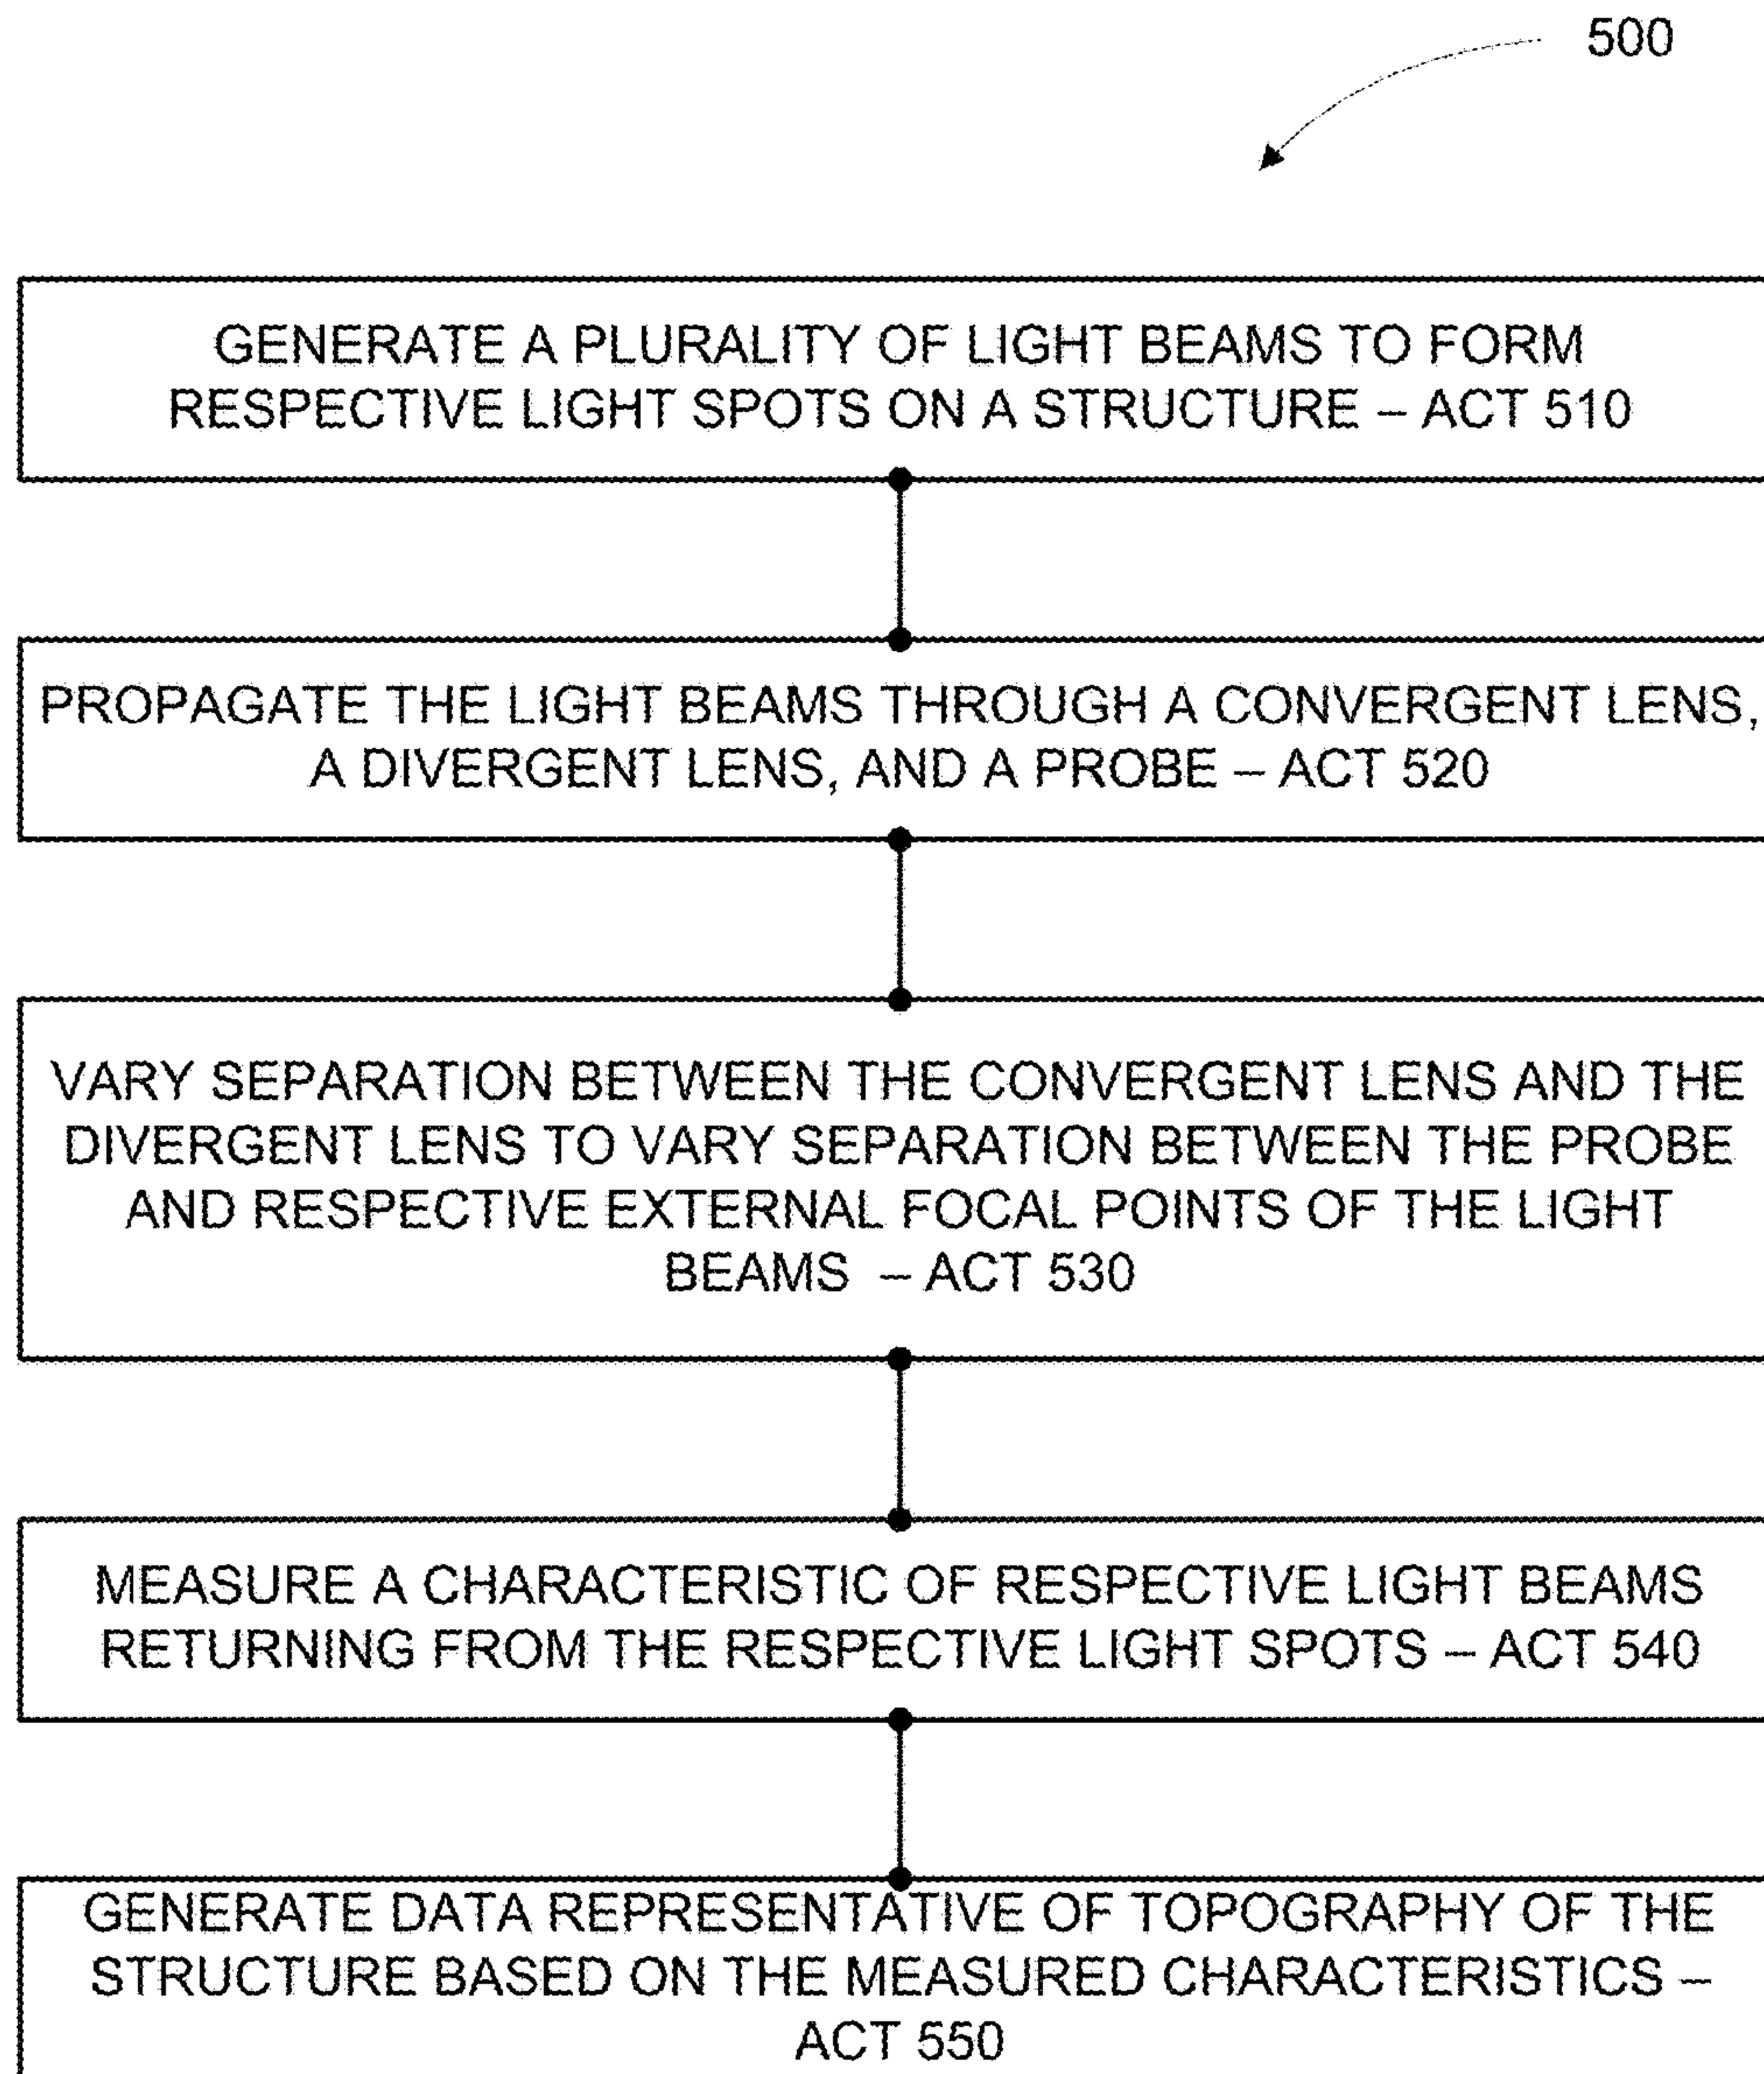 500
GENERATE A PLURALITY OF LIGHT BEAMS TO FORM
RESPECTIVE LIGHT SPOTS ON A STRUCTURE – ACT 510
PROPAGATE THE LIGHT BEAMS THROUGH A CONVERGENT LENS,
A DIVERGENT LENS, AND A PROBE – ACT 520
VARY SEPARATION BETWEEN THE CONVERGENT LENS AND THE
DIVERGENT LENS TO VARY SEPARATION BETWEEN THE PROBE
AND RESPECTIVE EXTERNAL FOCAL POINTS OF THE LIGHT
BEAMS – ACT 530
MEASURE A CHARACTERISTIC OF RESPECTIVE LIGHT BEAMS
RETURNING FROM THE RESPECTIVE LIGHT SPOTS – ACT 540
GENERATE DATA REPRESENTATIVE OF TOPOGRAPHY OF THE
STRUCTURE BASED ON THE MEASURED CHARACTERISTICS –
ACT 550